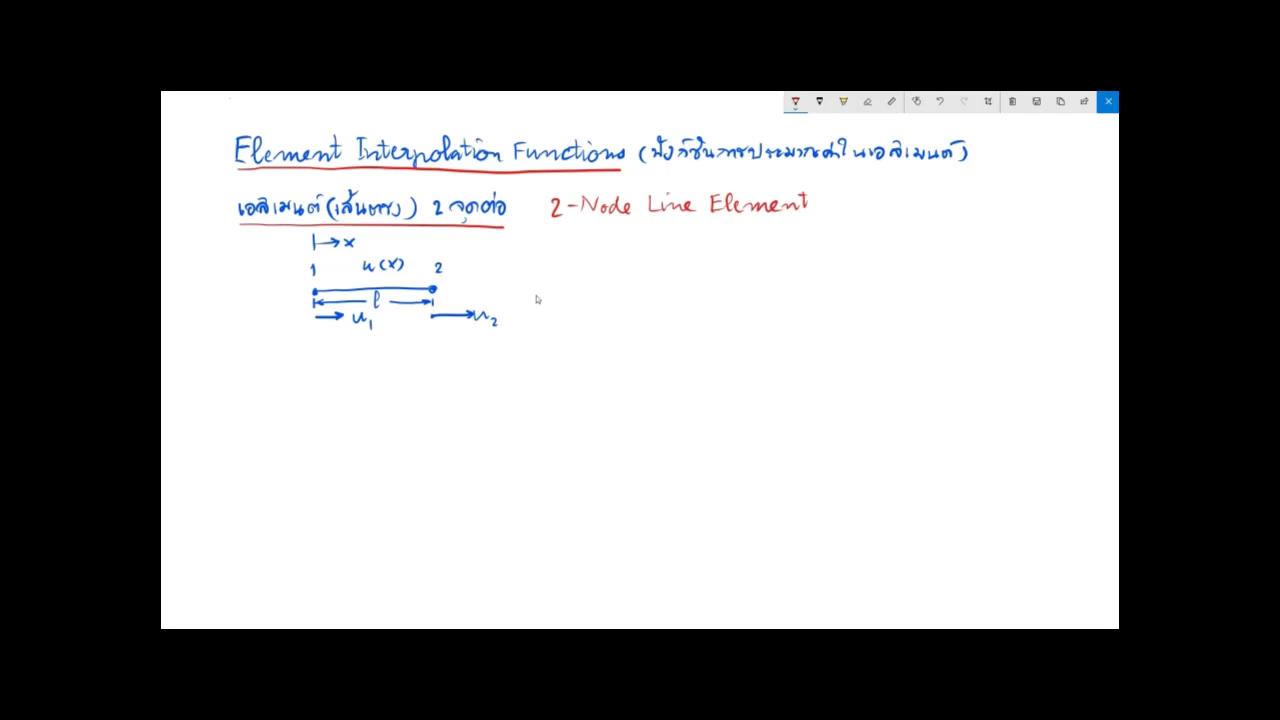 Element Interpolation Functions (ฟังก์ชันการประมาณค่าในเอลิเมนต์)
เอลิเมนต์(เส้นตรง) 2 จุดต่อ 2-Node Line Element
x
1 u(x) 2
l
u₁ u₂